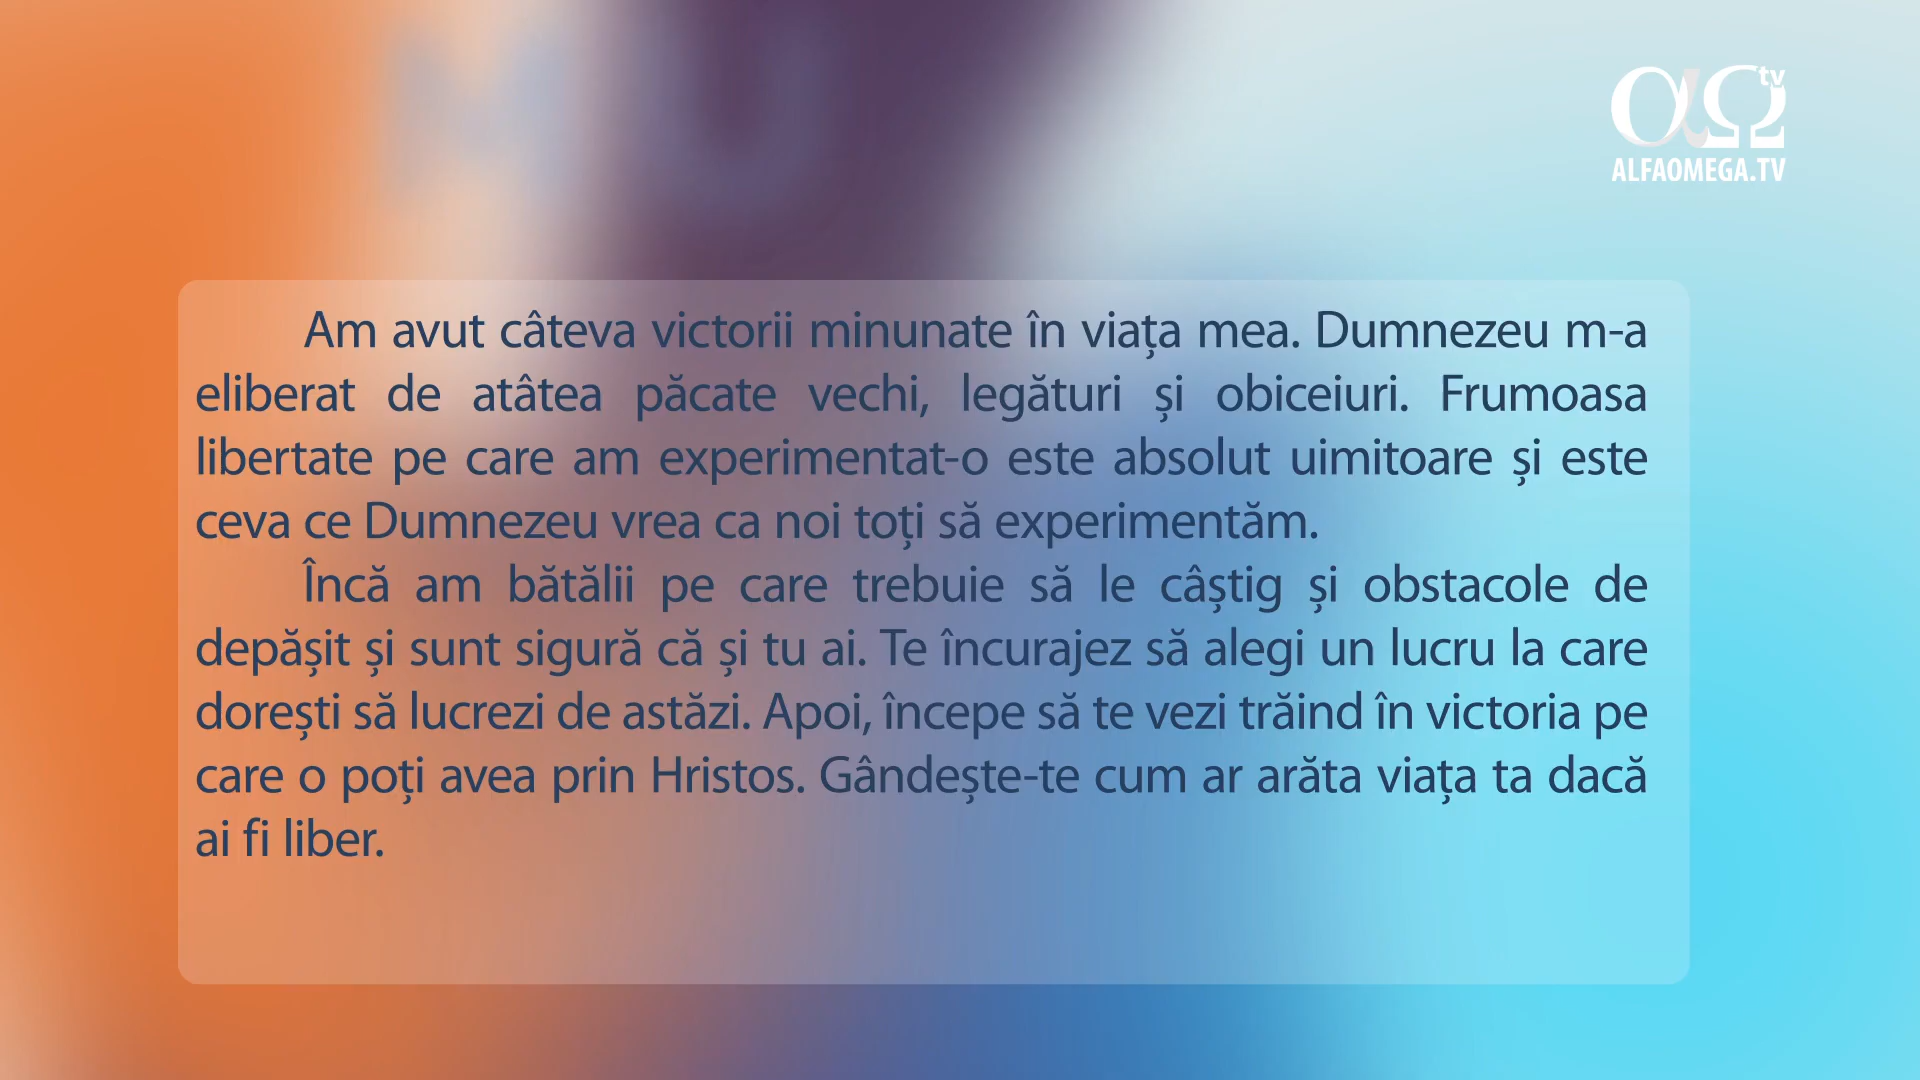 αΩ tv
ALFAOMEGA.TV
Am avut câteva victorii minunate în viața mea. Dumnezeu m-a
eliberat de atâtea păcate vechi, legături și obiceiuri. Frumoasa
libertate pe care am experimentat-o este absolut uimitoare și este
ceva ce Dumnezeu vrea ca noi toți să experimentăm.
Încă am bătălii pe care trebuie să le câștig și obstacole de
depășit și sunt sigură că și tu ai. Te încurajez să alegi un lucru la care
dorești să lucrezi de astăzi. Apoi, începe să te vezi trăind în victoria pe
care o poți avea prin Hristos. Gândește-te cum ar arăta viața ta dacă
ai fi liber.